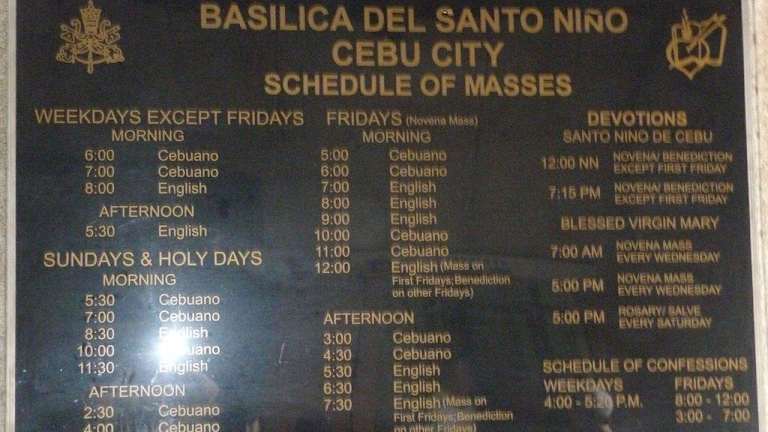 BASILICA DEL SANTO NIÑO
CEBU CITY
SCHEDULE OF MASSES
WEEKDAYS EXCEPT FRIDAYS
MORNING
6:00 Cebuano
7:00 Cebuano
8:00 English
AFTERNOON
5:30 English
SUNDAYS & HOLY DAYS
MORNING
5:30 Cebuano
7:00 Cebuano
8:30 English
10:00 Cebuano
11:30 English
AFTERNOON
2:30 Cebuano
4:00 Cebuano
FRIDAYS (Novena Mass)
MORNING
5:00 Cebuano
6:00 Cebuano
7:00 English
8:00 English
9:00 English
10:00 Cebuano
11:00 Cebuano
12:00 English (Mass on
First Fridays; Benediction
on other Fridays)
AFTERNOON
3:00 Cebuano
4:30 Cebuano
5:30 English
6:30 English
7:30 English (Mass on
First Fridays; Benediction
on other Fridays)
DEVOTIONS
SANTO NINO DE CEBU
12:00 NN NOVENA/ BENEDICTION
EXCEPT FIRST FRIDAY
7:15 PM NOVENA/ BENEDICTION
EXCEPT FIRST FRIDAY
BLESSED VIRGIN MARY
7:00 AM NOVENA MASS
EVERY WEDNESDAY
5:00 PM NOVENA MASS
EVERY WEDNESDAY
5:00 PM ROSARY/ SALVE
EVERY SATURDAY
SCHEDULE OF CONFESSIONS
WEEKDAYS FRIDAYS
4:00 - 5:20 P.M. 8:00 - 12:00
3:00 - 7:00